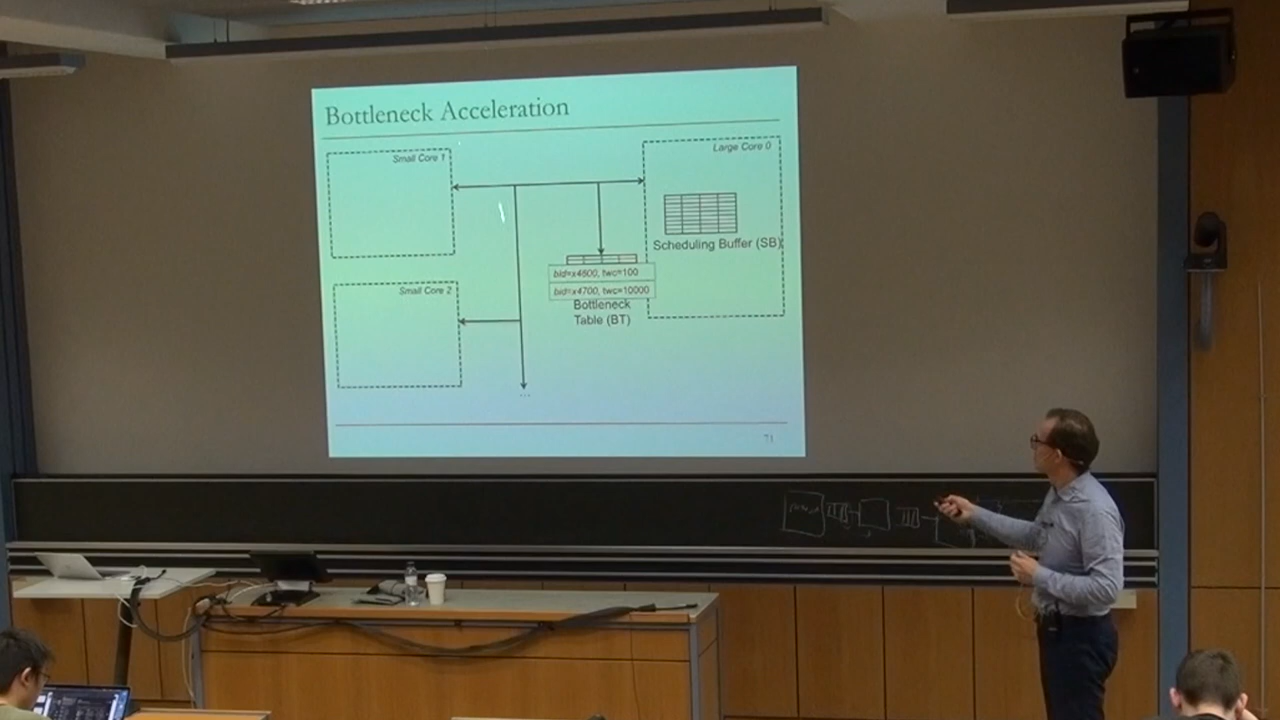 Bottleneck Acceleration
Small Core 1
Large Core 0
Scheduling Buffer (SB)
bid=x4600, twc=100
bid=x4700, twc=10000
Bottleneck
Table (BT)
Small Core 2
...
71